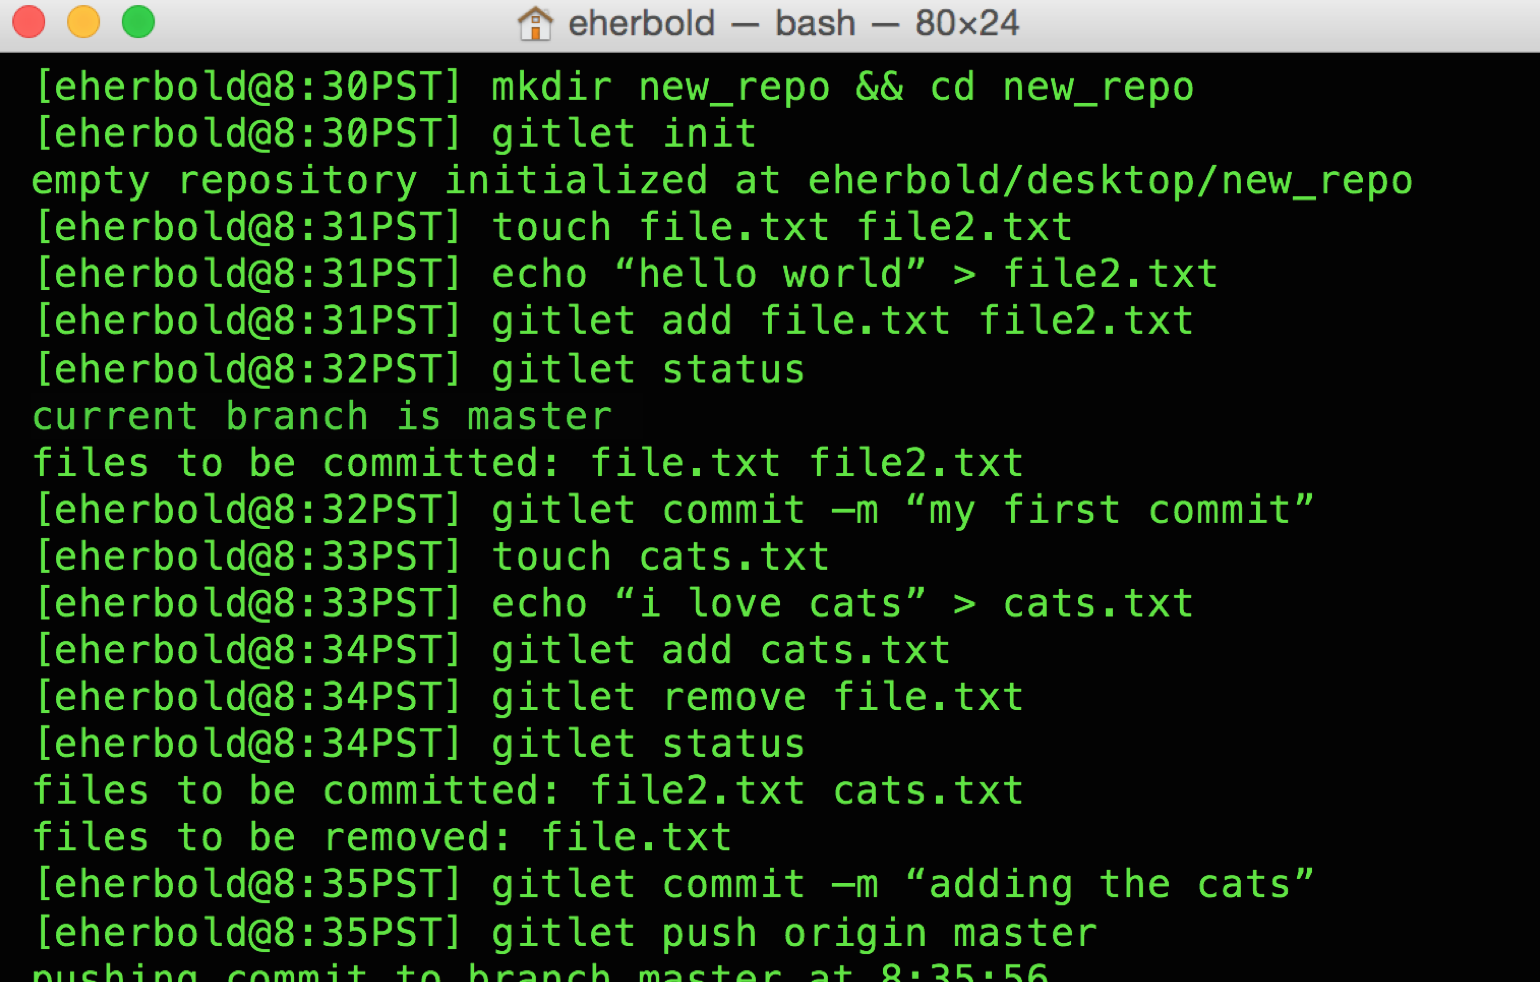 eherbold — bash — 80×24
[eherbold@8:30PST] mkdir new_repo && cd new_repo
[eherbold@8:30PST] gitlet init
empty repository initialized at eherbold/desktop/new_repo
[eherbold@8:31PST] touch file.txt file2.txt
[eherbold@8:31PST] echo “hello world” > file2.txt
[eherbold@8:31PST] gitlet add file.txt file2.txt
[eherbold@8:32PST] gitlet status
current branch is master
files to be committed: file.txt file2.txt
[eherbold@8:32PST] gitlet commit –m “my first commit”
[eherbold@8:33PST] touch cats.txt
[eherbold@8:33PST] echo “i love cats” > cats.txt
[eherbold@8:34PST] gitlet add cats.txt
[eherbold@8:34PST] gitlet remove file.txt
[eherbold@8:34PST] gitlet status
files to be committed: file2.txt cats.txt
files to be removed: file.txt
[eherbold@8:35PST] gitlet commit –m “adding the cats”
[eherbold@8:35PST] gitlet push origin master
pushing commit to branch master at 8:35:56